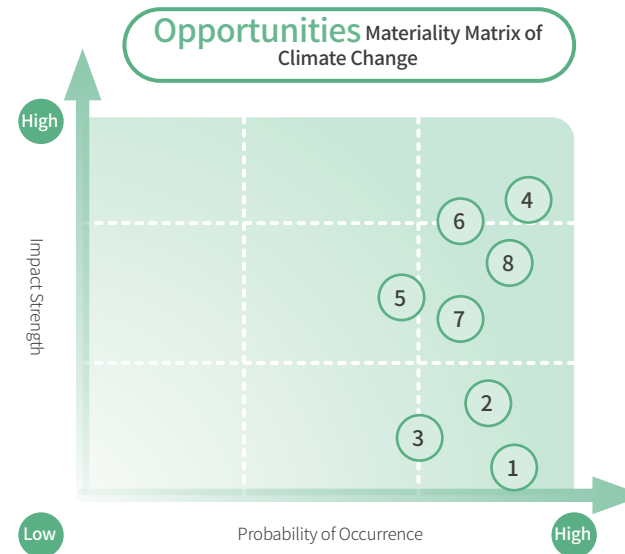 Opportunities Materiality Matrix of
Climate Change
High
4
6
8
Impact Strength
5
7
2
3
1
Low
Probability of Occurrence
High